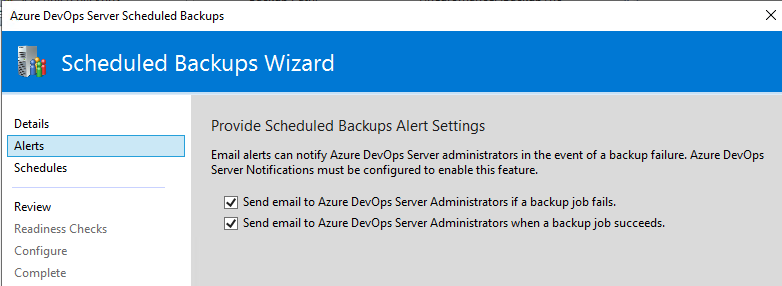 Azure DevOps Server Scheduled Backups
Scheduled Backups Wizard
Details
Alerts
Schedules
Review
Readiness Checks
Configure
Complete
Provide Scheduled Backups Alert Settings
Email alerts can notify Azure DevOps Server administrators in the event of a backup failure. Azure DevOps
Server Notifications must be configured to enable this feature.
Send email to Azure DevOps Server Administrators if a backup job fails.
Send email to Azure DevOps Server Administrators when a backup job succeeds.